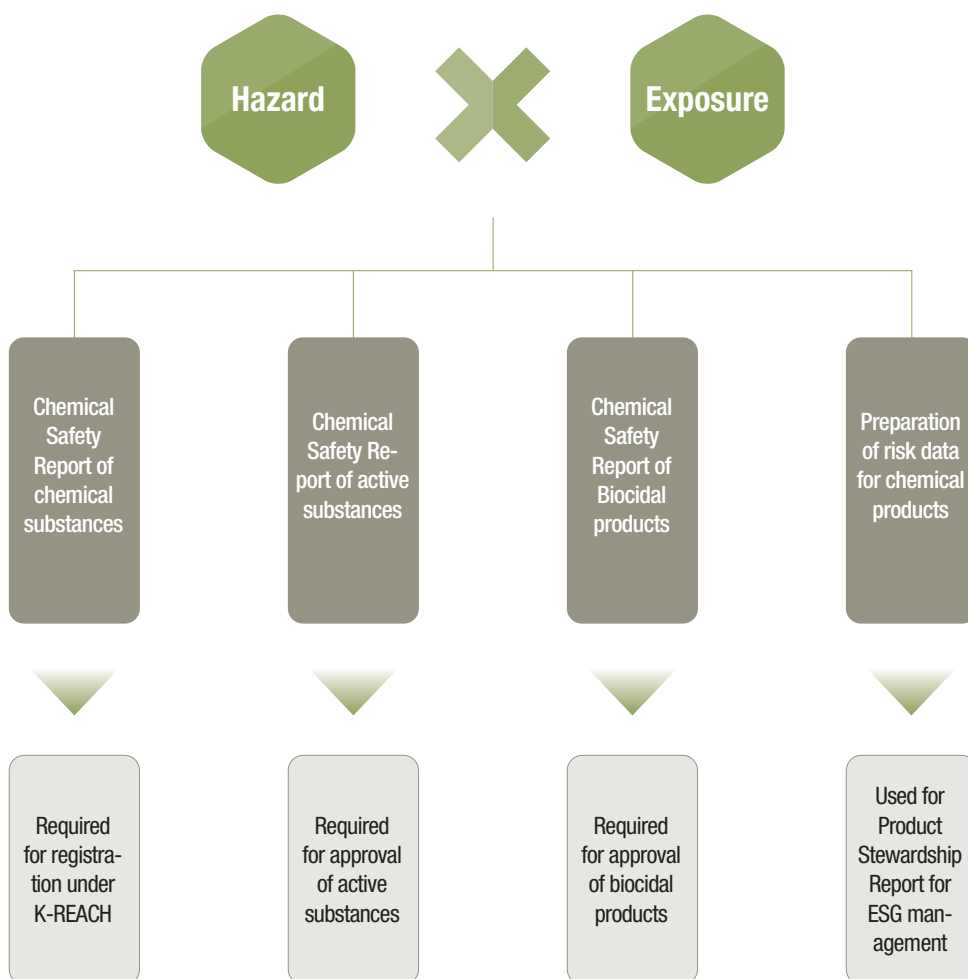 Hazard
Exposure
Chemical
Safety
Report of
chemical
substances
Chemical
Safety Re-
port of active
substances
Chemical
Safety
Report of
Biocidal
products
Preparation
of risk data
for chemical
products
Required
for registra-
tion under
K-REACH
Required
for approval
of active
substances
Required
for approval
of biocidal
products
Used for
Product
Stewardship
Report for
ESG man-
agement